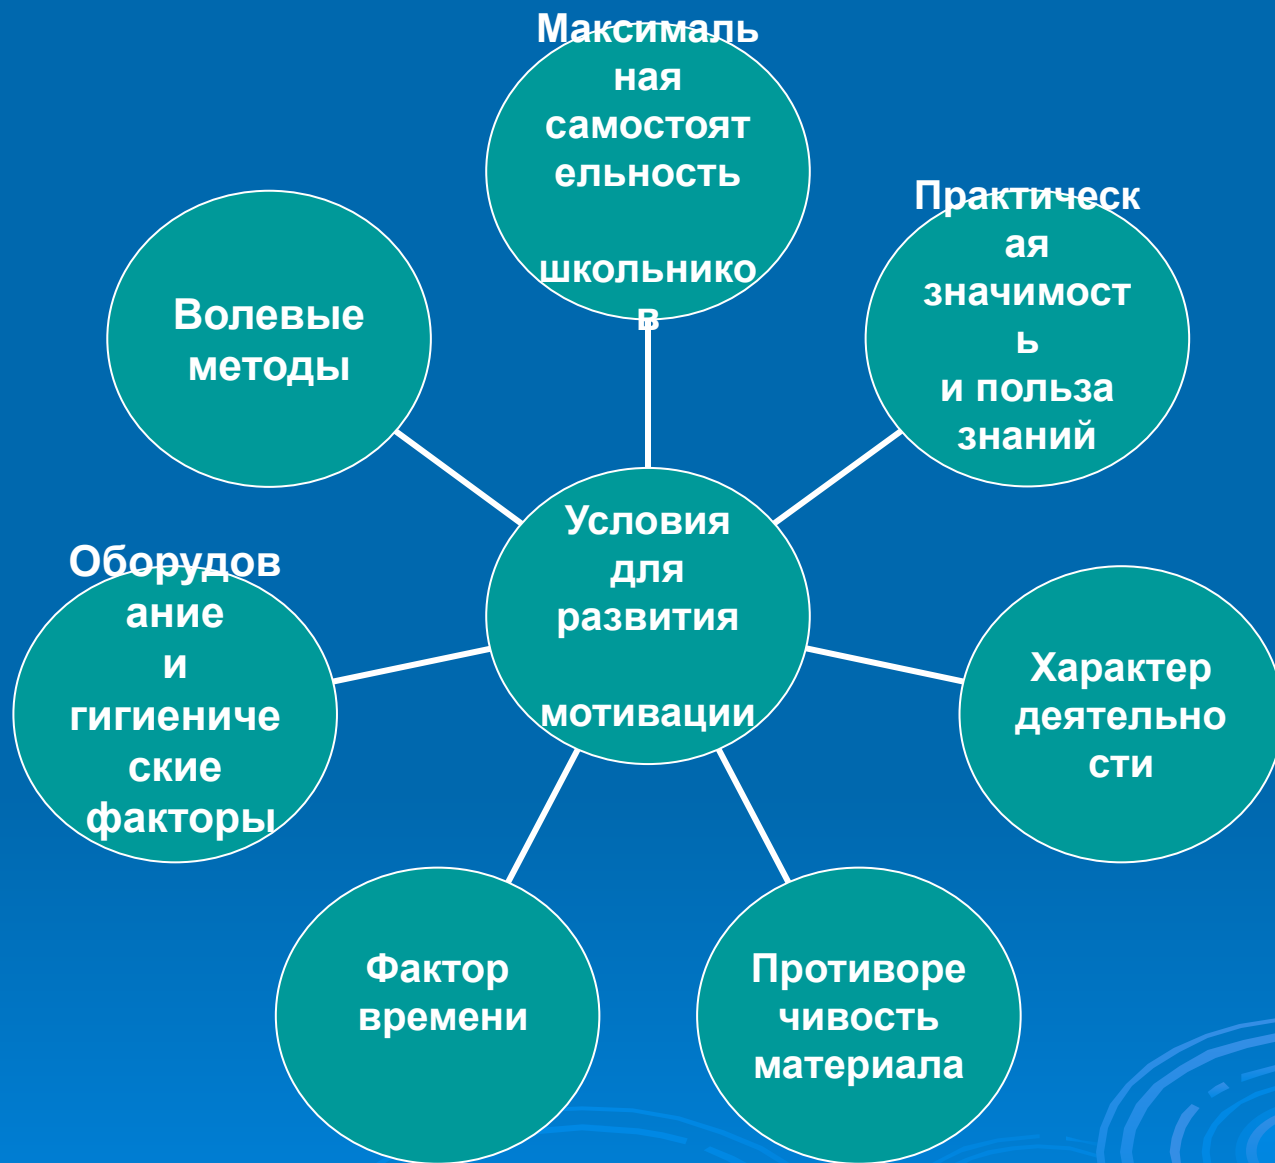 Максималь
ная
самостоят
ельность
школьнико
в
Практическ
ая
значимост
ь
и польза
знаний
Волевые
методы
Условия
для
развития
мотивации
Оборудов
ание
и
гигиениче
ские
факторы
Характер
деятельно
сти
Фактор
времени
Противоре
чивость
материала